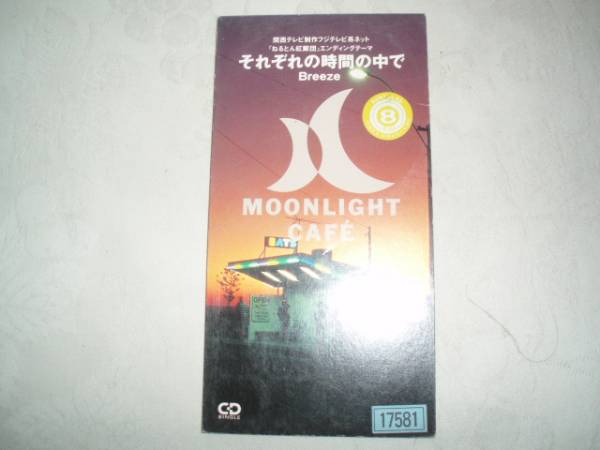 関西テレビ制作フジテレビ系ネット
「ねるとん紅鯨団」エンディングテーマ
それぞれの時間の中で
Breeze
8
MOONLIGHT
CAFÉ
EATS
OPEN
CD
SINGLE
17581